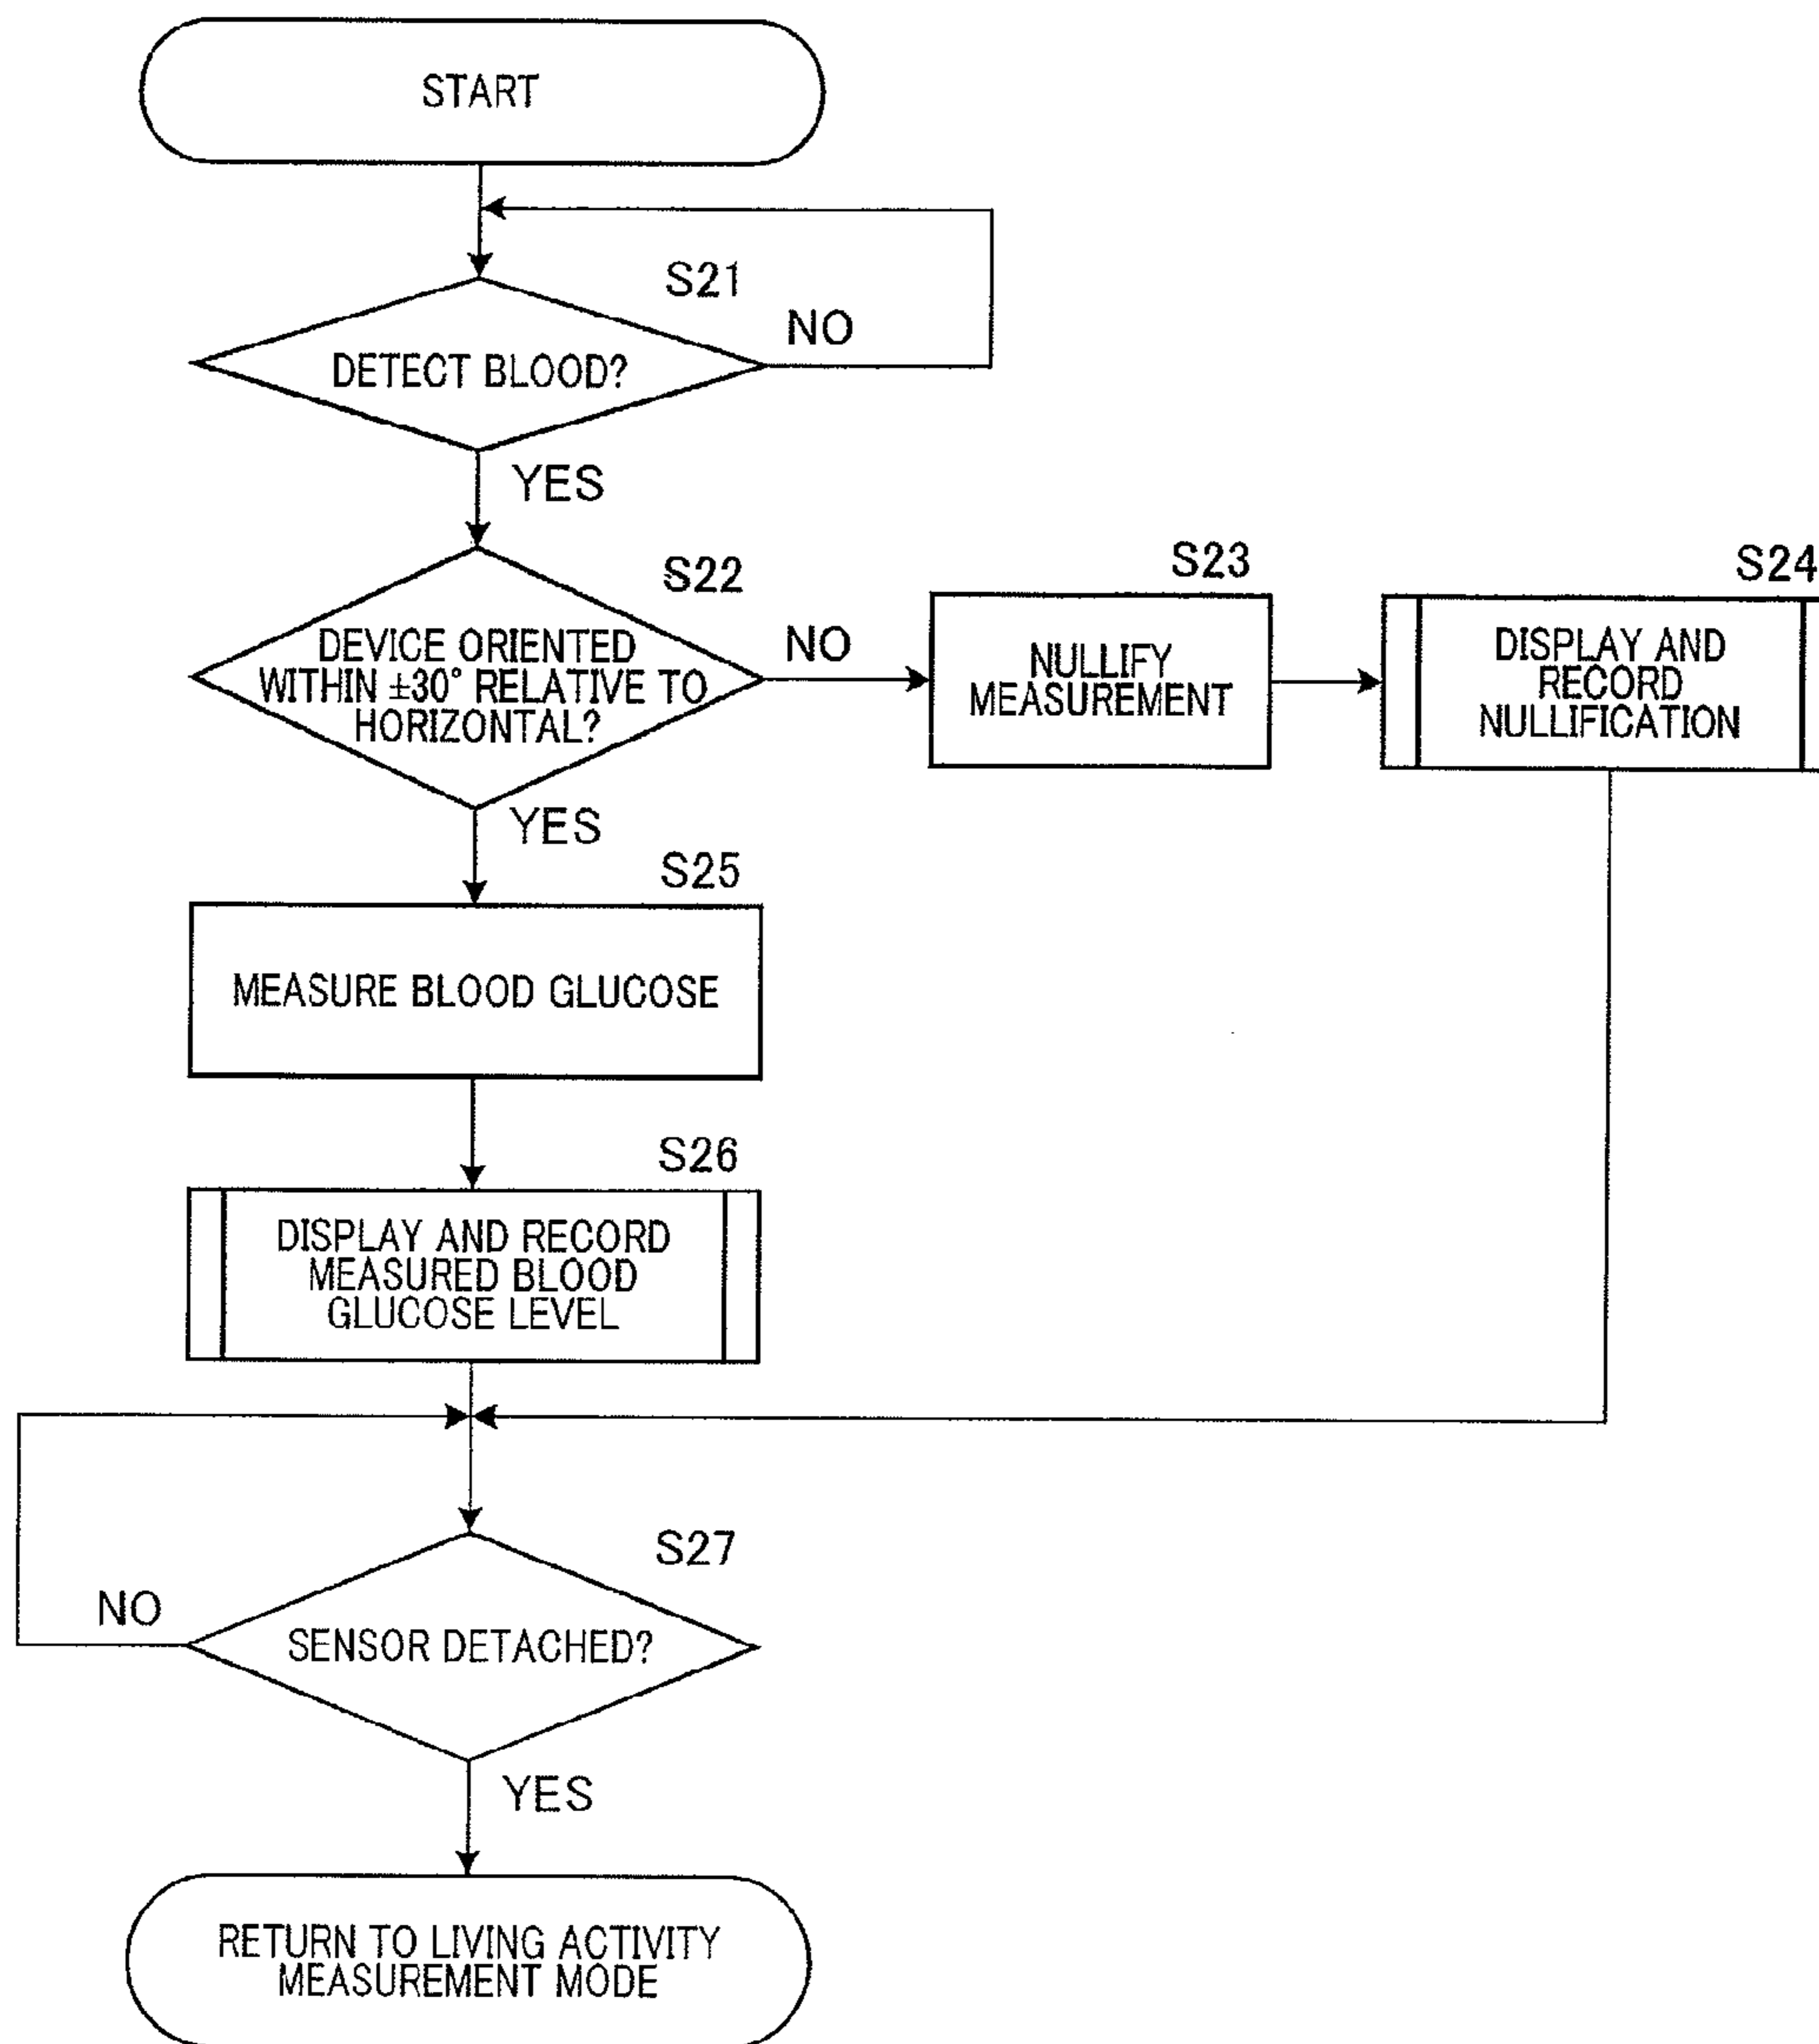 START
S21
NO
DETECT BLOOD?
YES
S22
DEVICE ORIENTED
WITHIN ±30° RELATIVE TO
HORIZONTAL?
NO
S23
NULLIFY
MEASUREMENT
S24
DISPLAY AND
RECORD
NULLIFICATION
YES
S25
MEASURE BLOOD GLUCOSE
S26
DISPLAY AND RECORD
MEASURED BLOOD
GLUCOSE LEVEL
S27
NO
SENSOR DETACHED?
YES
RETURN TO LIVING ACTIVITY
MEASUREMENT MODE